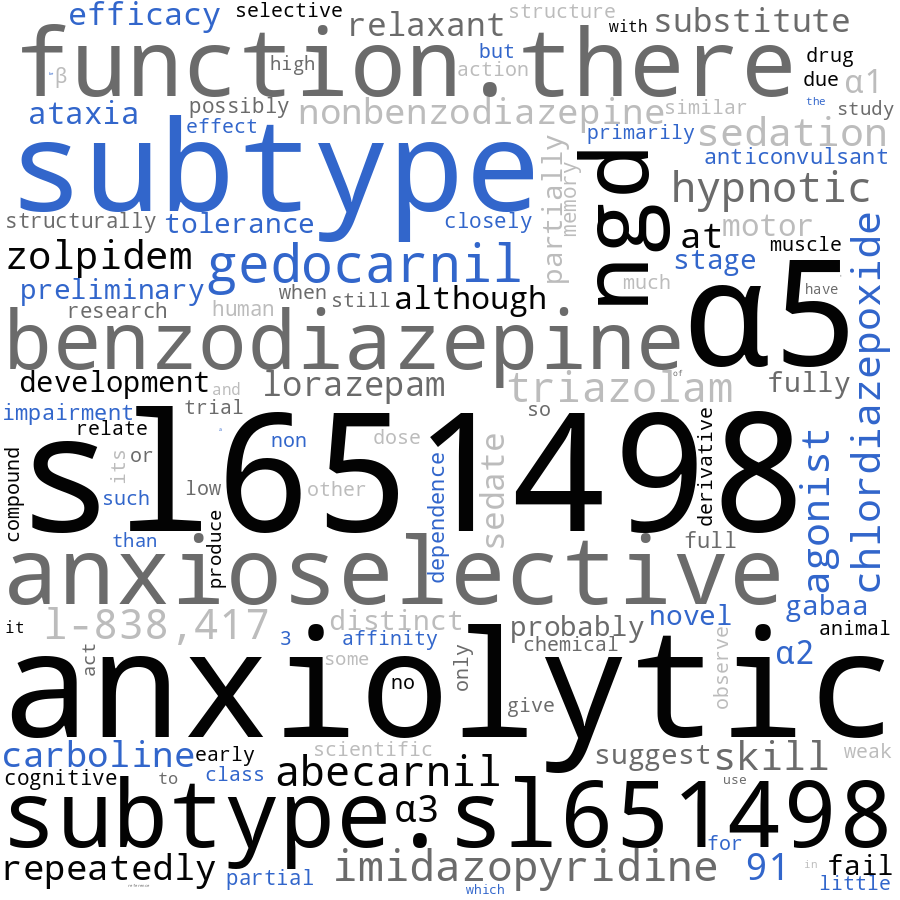 efficacy selective relaxant structure with substitute
function.there
-β high but action drug due α1
ataxia possibly nonbenzodiazepine similar the study
effect primarily sedation
subtype partially memory ngd anticonvulsant
hypnotic
structurally tolerance closely at motor
zolpidem gedocarnil muscle stage chlordiazepoxide
preliminary when still although much have α5
research human
benzodiazepine
development and lorazepam triazolam of fully
impairment trial so
relate non dose derivative
compound its or sl651498 sedate agonist
such low other dependence
than produce full
anxioselective
it l-838,417 distinct probably novel gabaa
3 affinity chemical animal
act some only observe α2
anxiolytic no give
carboline early scientific suggest skill weak
cognitive to class abecarnil use
subtype.sl651498 α3
for
repeatedly partial imidazopyridine 91 in fail
which little
reference